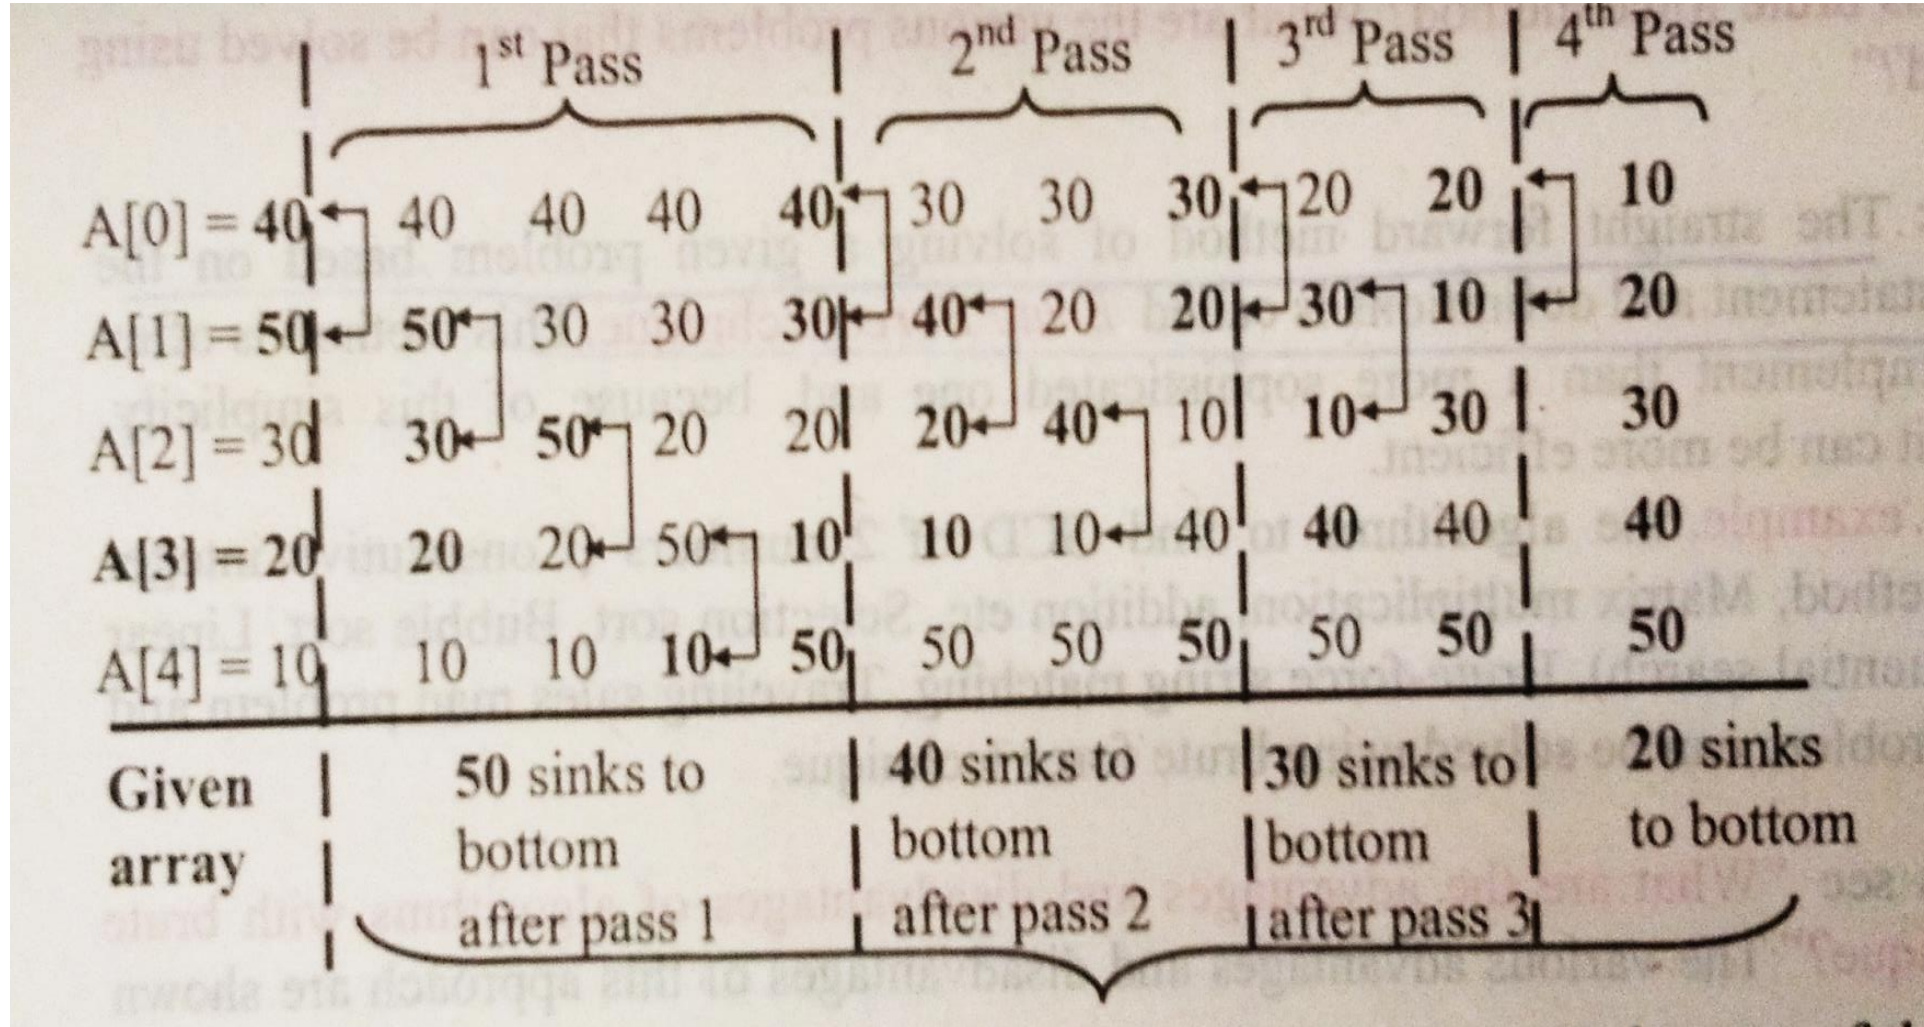 1st Pass | 2nd Pass | 3rd Pass | 4th Pass
A[0] = 40 40 40 40 40 30 30 30 20 20 10
A[1] = 50 50 30 30 30 40 20 20 30 10 20
A[2] = 30 30 50 20 20 20 40 10 10 30 30
A[3] = 20 20 20 50 10 10 10 40 40 40 40
A[4] = 10 10 10 10 50 50 50 50 50 50 50
Given | 50 sinks to | 40 sinks to | 30 sinks to | 20 sinks
array | bottom | bottom | bottom | to bottom
after pass 1 | after pass 2 | after pass 3